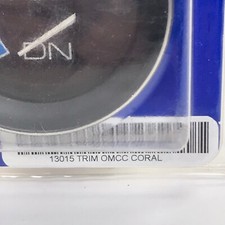 DN
13015 TRIM OMCC CORAL